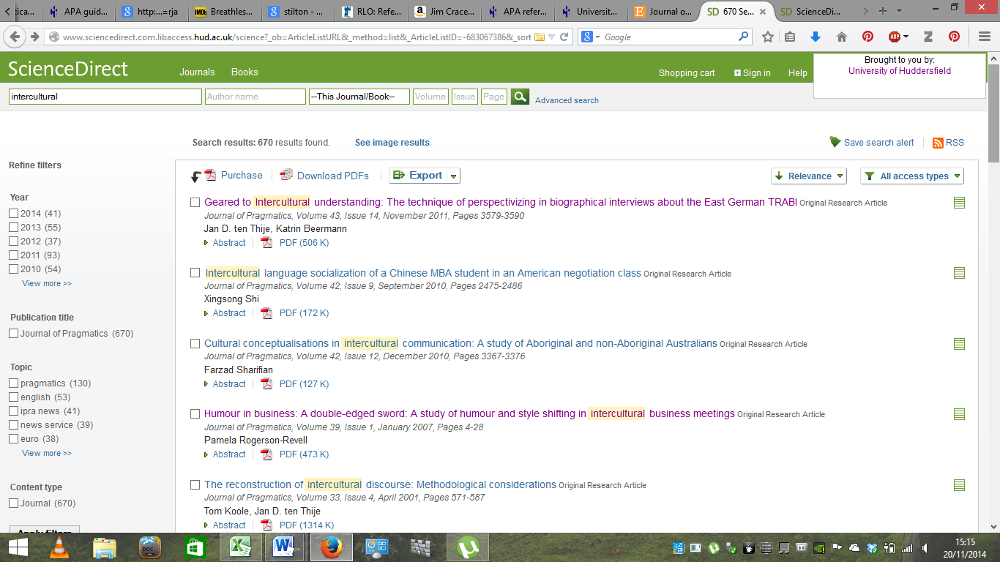 ica...
APA guid...
http:...=rja
IMDb Breathles...
stilton - ...
RLO: Refe...
Jim Crace...
APA refer...
Universit...
Journal o...
SD 670 Se...
SD ScienceDi...
www.sciencedirect.com.libaccess.hud.ac.uk/science?_ob=ArticleListURL&_method=list&_ArticleListID=-683067386&_sort
Google
ScienceDirect
Journals Books
Shopping cart Sign in Help
Brought to you by:
University of Huddersfield
intercultural Author name --This Journal/Book-- Volume Issue Page Advanced search
Search results: 670 results found. See image results Save search alert RSS
Refine filters
Year
2014 (41)
2013 (55)
2012 (37)
2011 (93)
2010 (54)
View more >>
Publication title
Journal of Pragmatics (670)
Topic
pragmatics (130)
english (53)
ipra news (41)
news service (39)
euro (38)
View more >>
Content type
Journal (670)
Apply filters
Purchase Download PDFs Export Relevance All access types
Geared to Intercultural understanding: The technique of perspectivizing in biographical interviews about the East German TRABI Original Research Article
Journal of Pragmatics, Volume 43, Issue 14, November 2011, Pages 3579-3590
Jan D. ten Thije, Katrin Beermann
Abstract PDF (506 K)
Intercultural language socialization of a Chinese MBA student in an American negotiation class Original Research Article
Journal of Pragmatics, Volume 42, Issue 9, September 2010, Pages 2475-2486
Xingsong Shi
Abstract PDF (172 K)
Cultural conceptualisations in intercultural communication: A study of Aboriginal and non-Aboriginal Australians Original Research Article
Journal of Pragmatics, Volume 42, Issue 12, December 2010, Pages 3367-3376
Farzad Sharifian
Abstract PDF (127 K)
Humour in business: A double-edged sword: A study of humour and style shifting in intercultural business meetings Original Research Article
Journal of Pragmatics, Volume 39, Issue 1, January 2007, Pages 4-28
Pamela Rogerson-Revell
Abstract PDF (473 K)
The reconstruction of intercultural discourse: Methodological considerations Original Research Article
Journal of Pragmatics, Volume 33, Issue 4, April 2001, Pages 571-587
Tom Koole, Jan D. ten Thije
Abstract PDF (1314 K)
15:15
20/11/2014